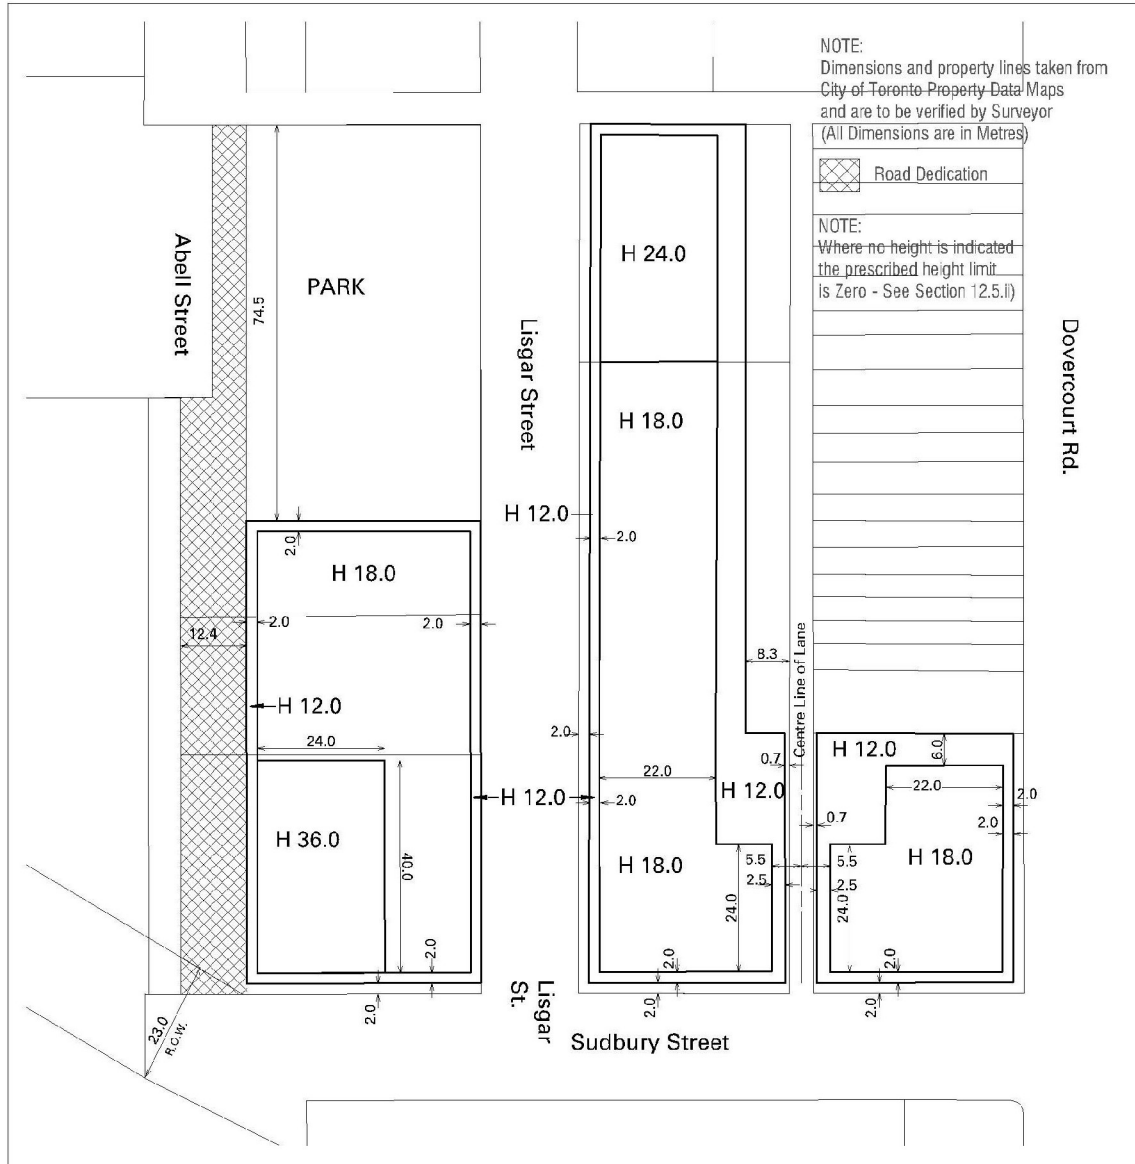 NOTE:
Dimensions and property lines taken from
City of Toronto Property Data Maps
and are to be verified by Surveyor
(All Dimensions are in Metres)
Road Dedication
NOTE:
Where no height is indicated
the prescribed height limit
is Zero - See Section 12.5.ii)
Abell Street
74.5
PARK
Lisgar Street
H 24.0
H 18.0
Dovercourt Rd.
H 12.0
2.0
2.0
H 18.0
2.0
2.0
12.4
8.3
Centre Line of Lane
H 12.0
24.0
2.0
0.7
H 12.0
6.0
22.0
H 12.0
H 12.0
22.0
2.0
2.0
0.7
2.0
H 36.0
40.0
H 18.0
5.5
5.5
H 18.0
2.5
2.5
24.0
24.0
2.0
2.0
2.0
2.0
2.0
2.0
23.0
R.O.W.
Lisgar
St.
Sudbury Street